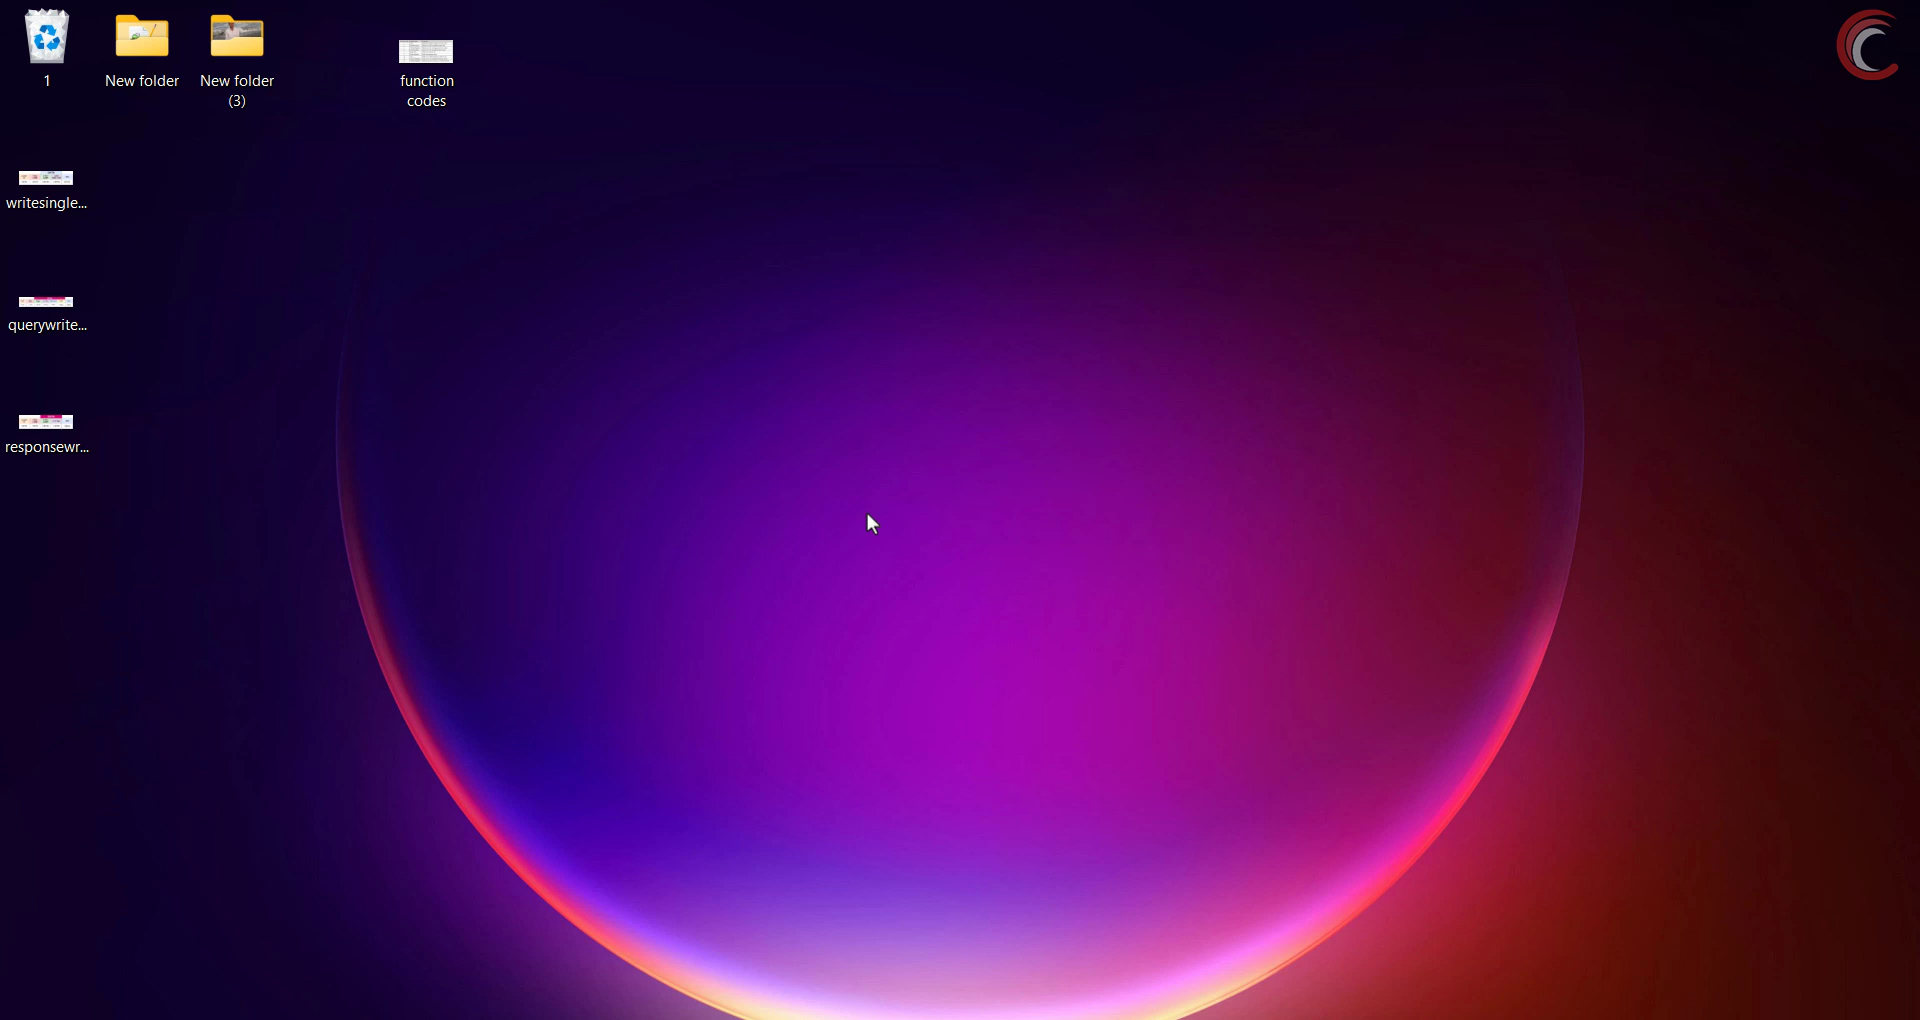 1
New folder
New folder
(3)
function
codes
writesingle...
querywrite...
responsewr...